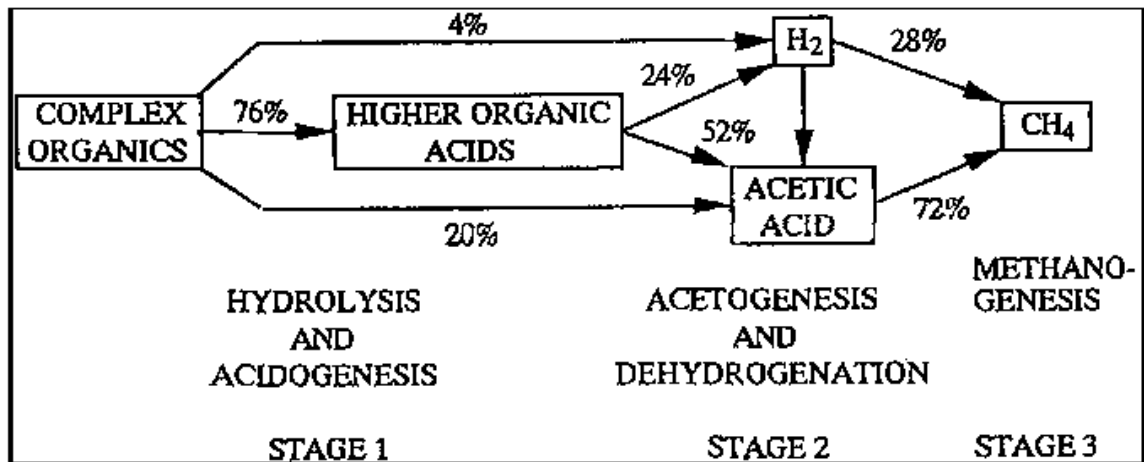 4%
H₂
28%
24%
COMPLEX
ORGANICS
76%
HIGHER ORGANIC
ACIDS
CH₄
52%
ACETIC
ACID
72%
20%
HYDROLYSIS
AND
ACIDOGENESIS
ACETOGENESIS
AND
DEHYDROGENATION
METHANO-
GENESIS
STAGE 1
STAGE 2
STAGE 3